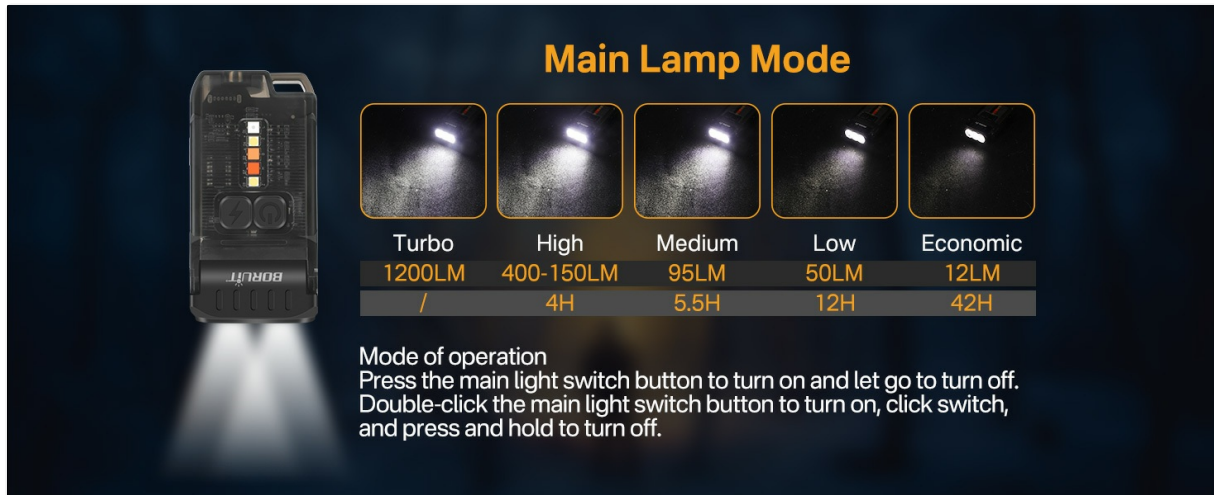 Main Lamp Mode
Turbo High Medium Low Economic
1200LM 400-150LM 95LM 50LM 12LM
/ 4H 5.5H 12H 42H
BORUiT
Mode of operation
Press the main light switch button to turn on and let go to turn off.
Double-click the main light switch button to turn on, click switch,
and press and hold to turn off.